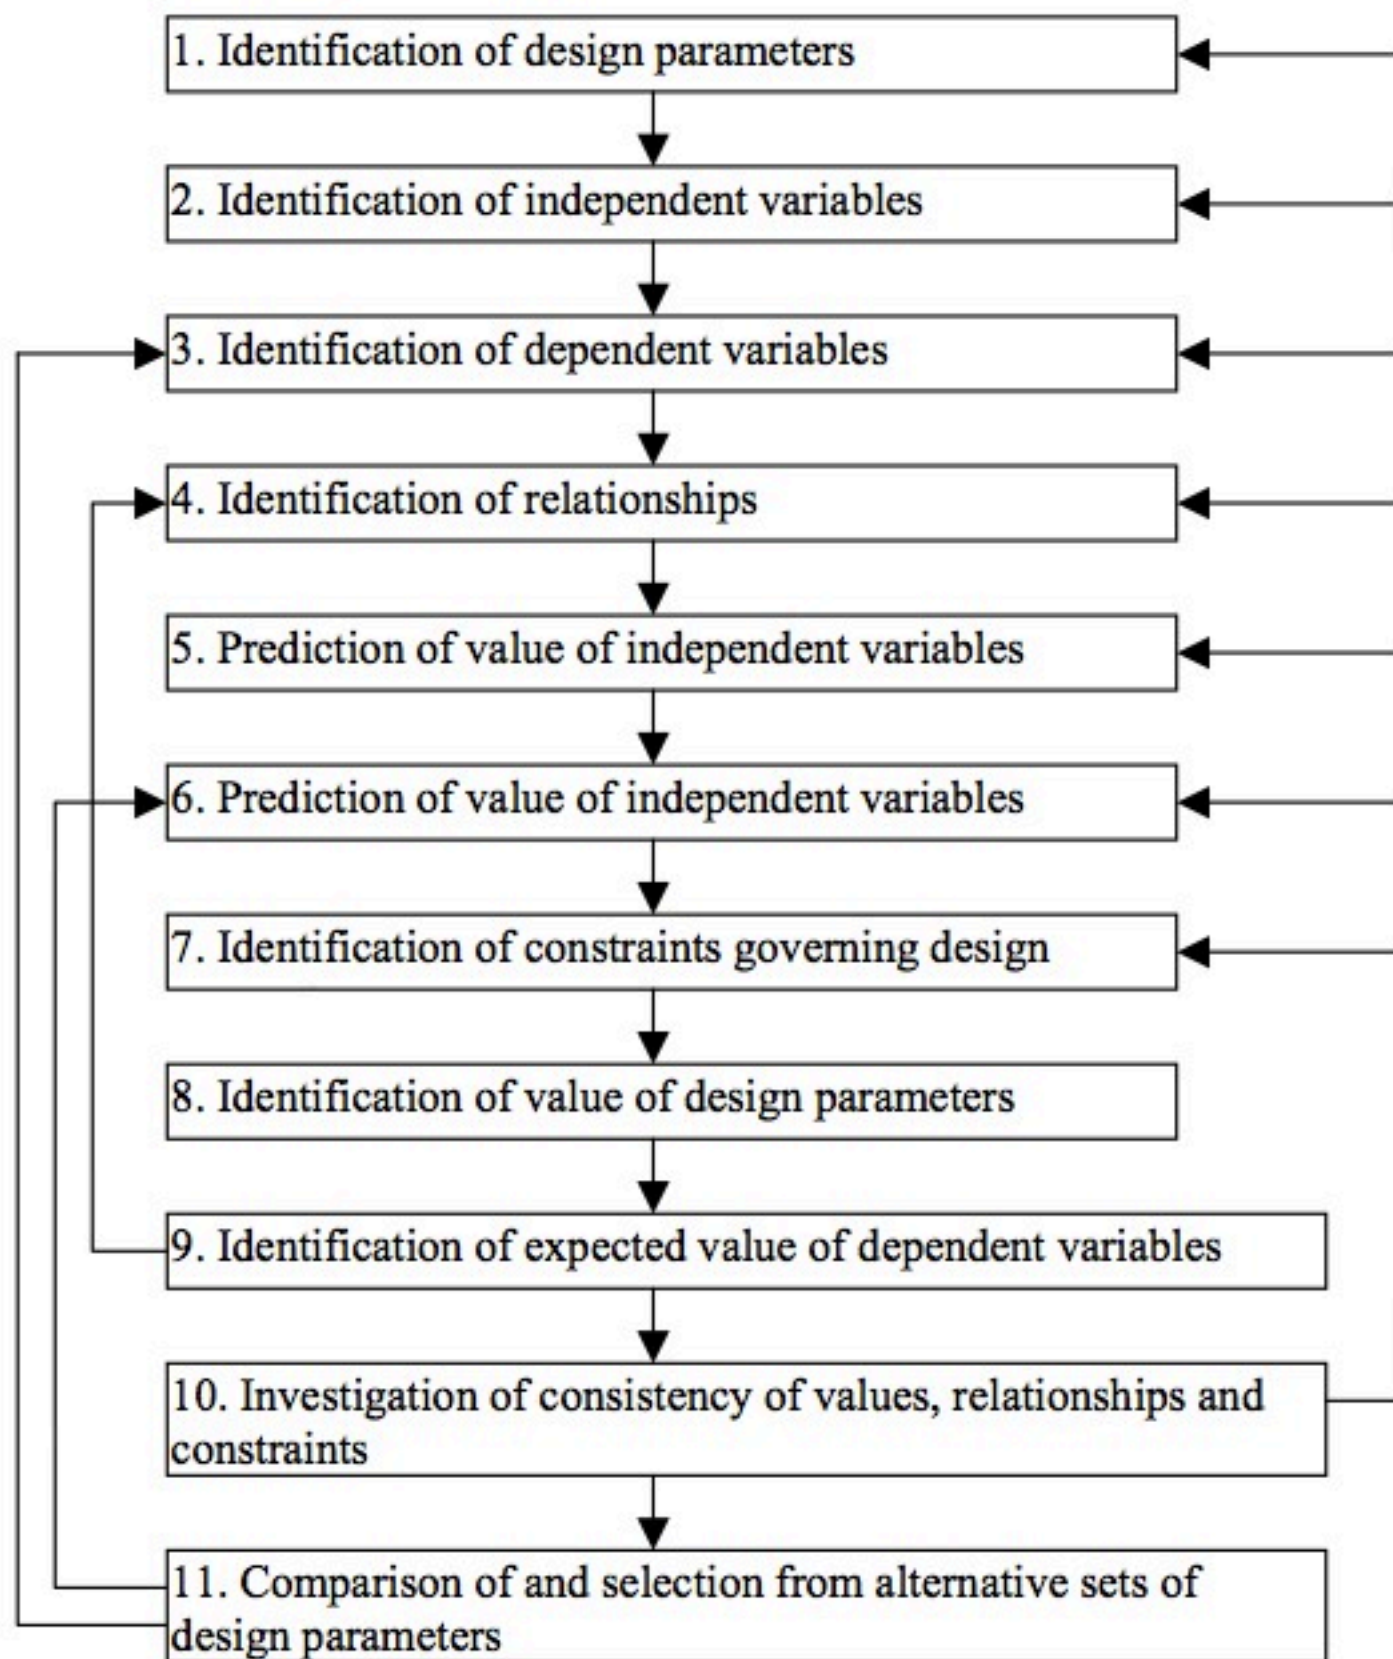 1. Identification of design parameters
2. Identification of independent variables
3. Identification of dependent variables
4. Identification of relationships
5. Prediction of value of independent variables
6. Prediction of value of independent variables
7. Identification of constraints governing design
8. Identification of value of design parameters
9. Identification of expected value of dependent variables
10. Investigation of consistency of values, relationships and
constraints
11. Comparison of and selection from alternative sets of
design parameters